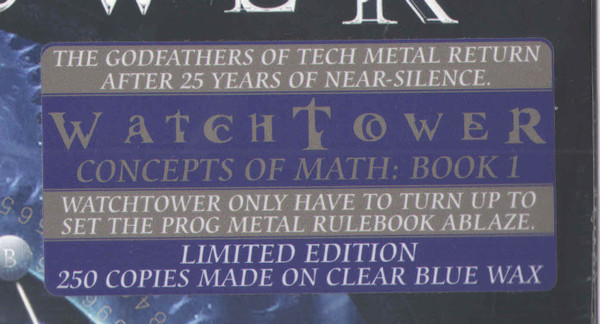 OWER
THE GODFATHERS OF TECH METAL RETURN
AFTER 25 YEARS OF NEAR-SILENCE.
WATCHTOWER
CONCEPTS OF MATH: BOOK 1
WATCHTOWER ONLY HAVE TO TURN UP TO
SET THE PROG METAL RULEBOOK ABLAZE.
B
LIMITED EDITION
250 COPIES MADE ON CLEAR BLUE WAX